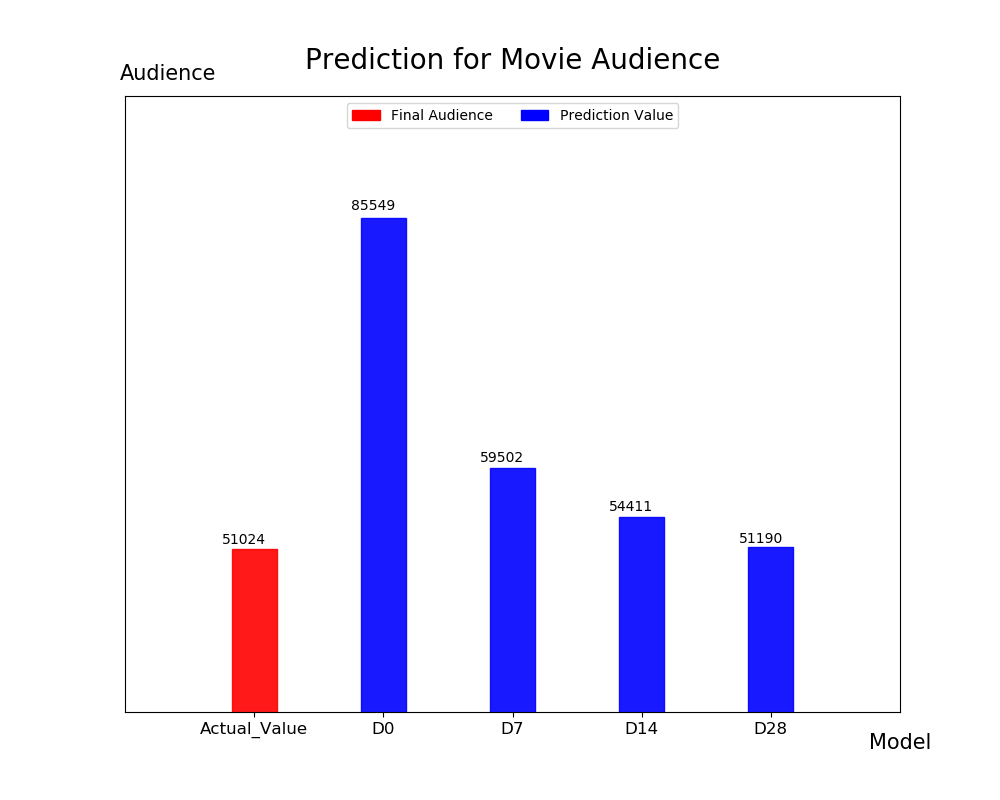 Prediction for Movie Audience
Audience
Final Audience Prediction Value
85549
59502
54411
51024
51190
Actual_Value D0 D7 D14 D28
Model